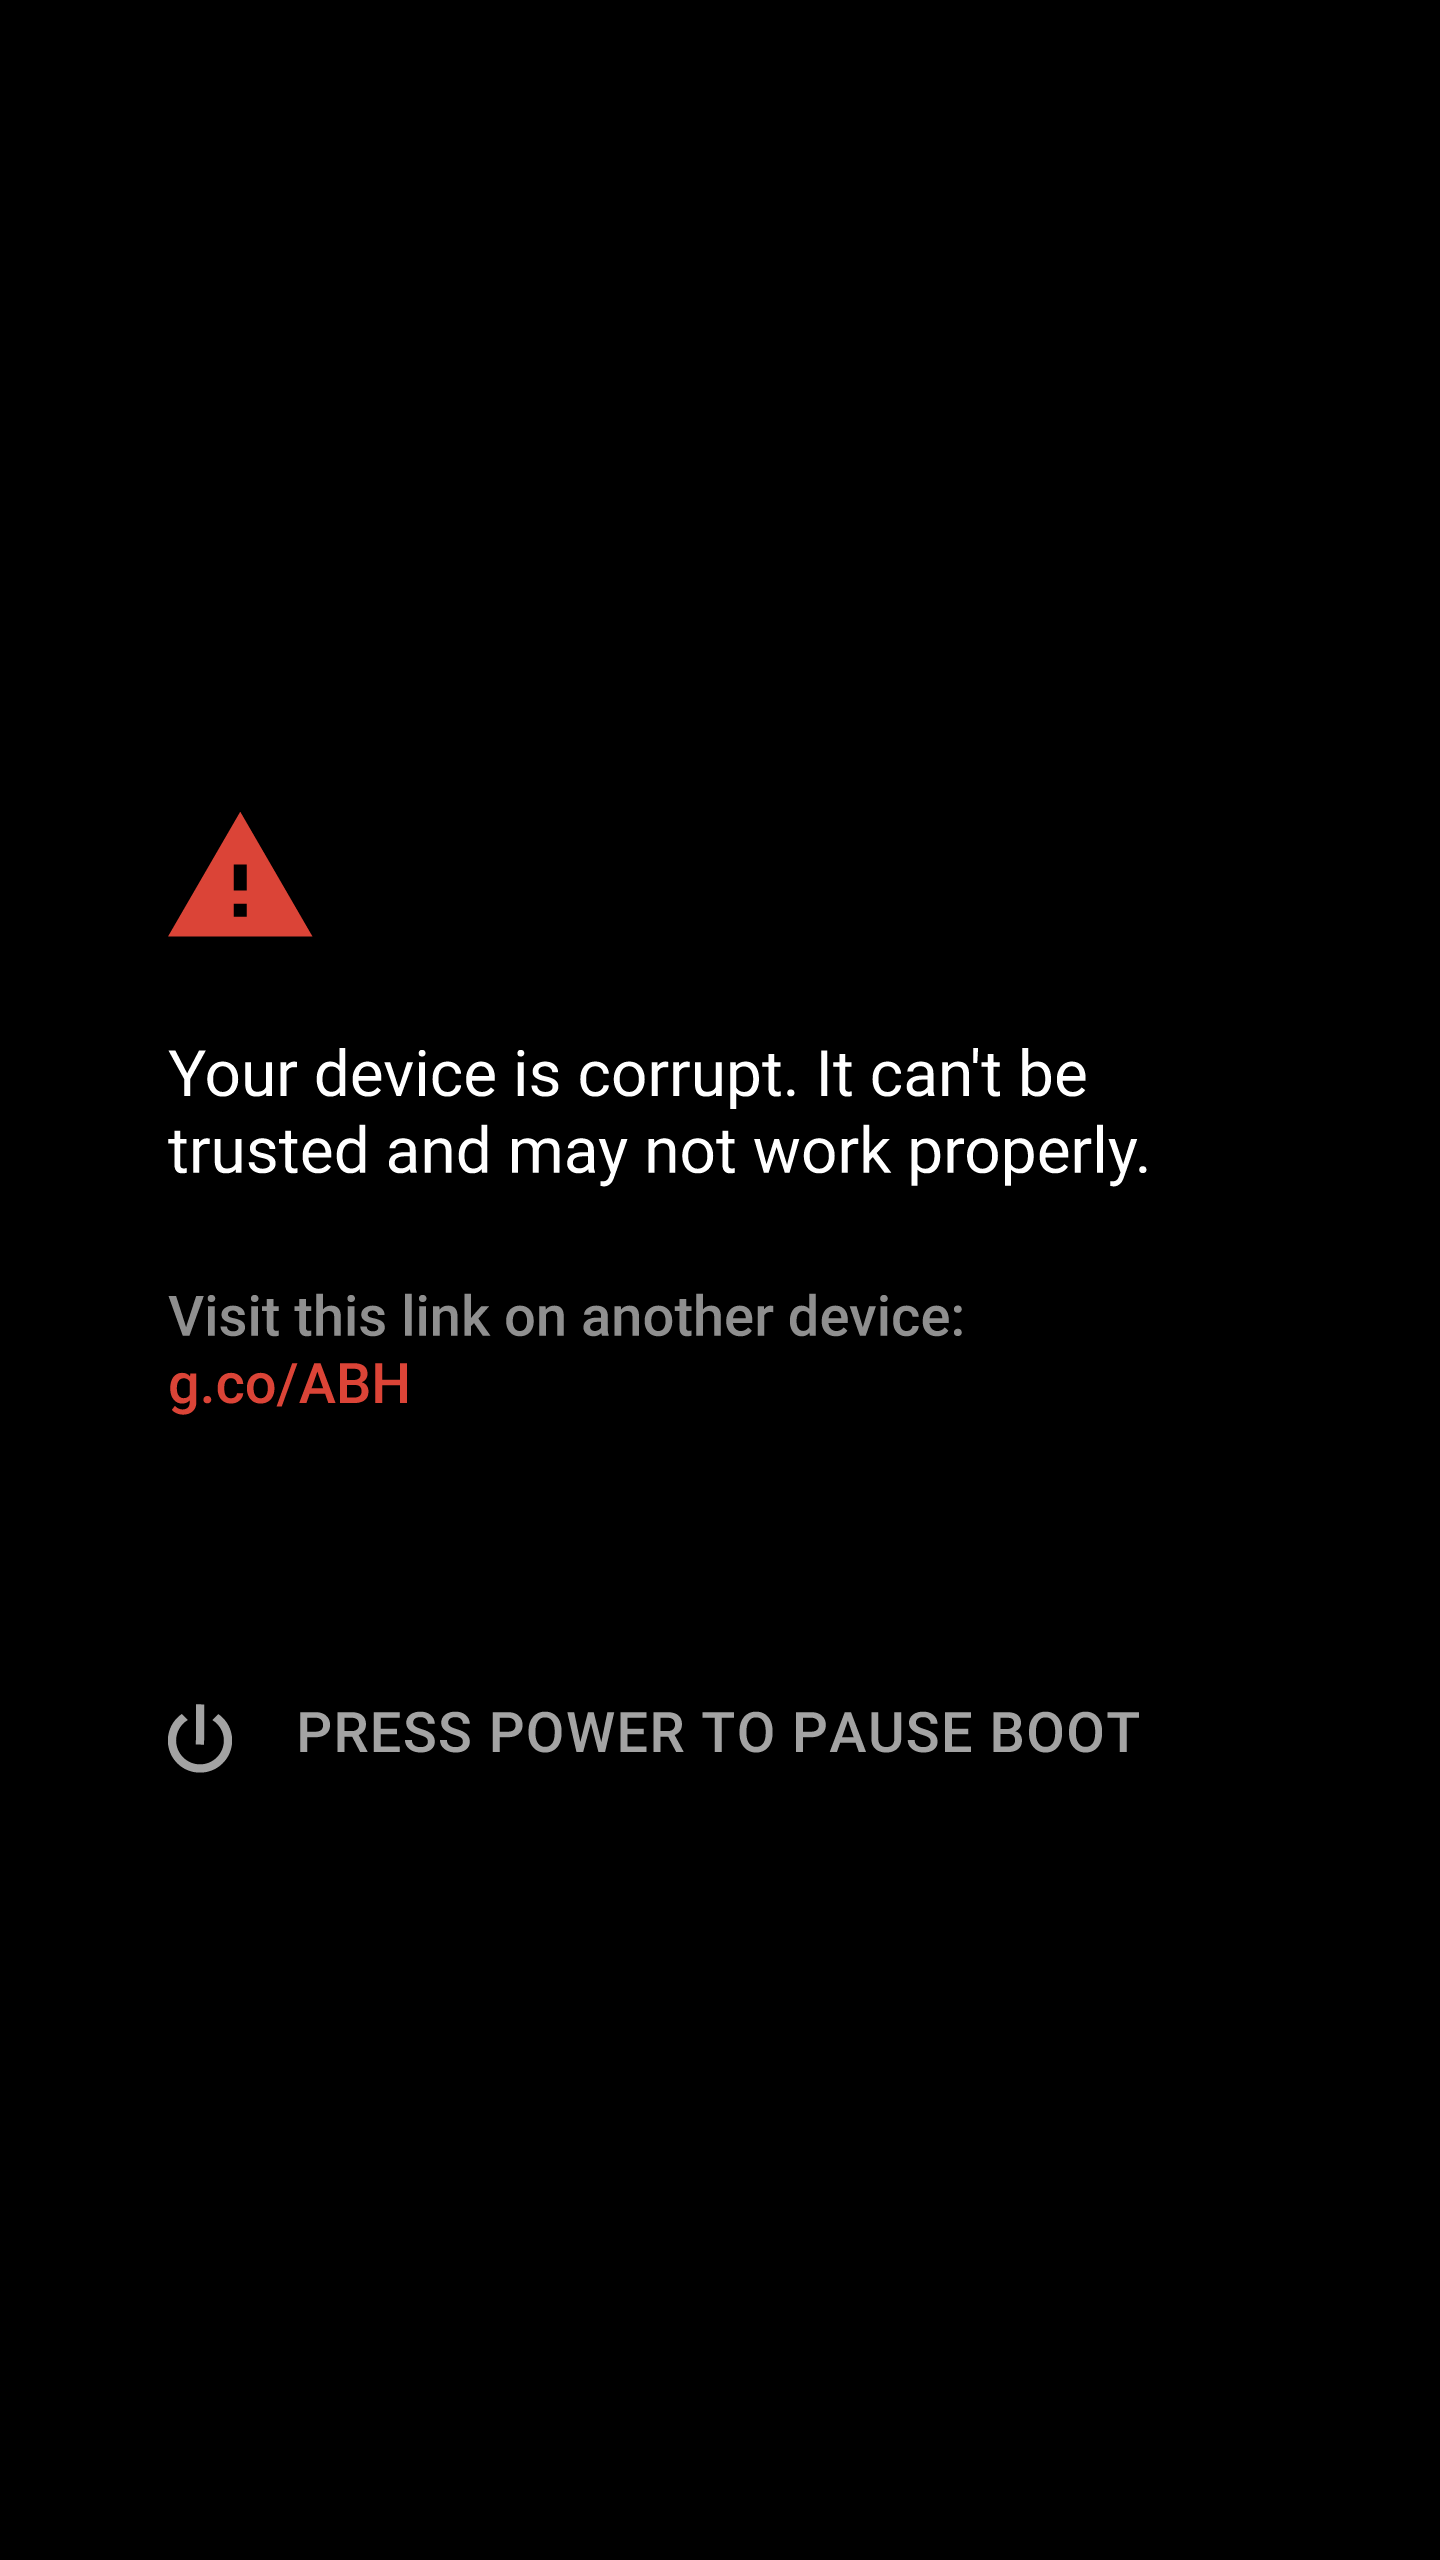 Your device is corrupt. It can't be
trusted and may not work properly.
Visit this link on another device:
g.co/ABH
PRESS POWER TO PAUSE BOOT